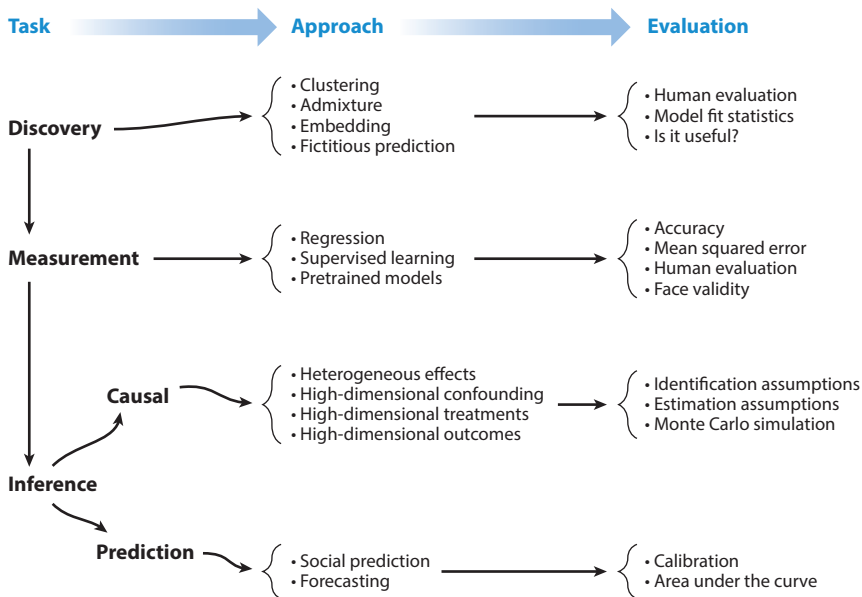 Task
Approach
Evaluation
Discovery
• Clustering
• Admixture
• Embedding
• Fictitious prediction
• Human evaluation
• Model fit statistics
• Is it useful?
Measurement
• Regression
• Supervised learning
• Pretrained models
• Accuracy
• Mean squared error
• Human evaluation
• Face validity
Inference
Causal
• Heterogeneous effects
• High-dimensional confounding
• High-dimensional treatments
• High-dimensional outcomes
• Identification assumptions
• Estimation assumptions
• Monte Carlo simulation
Prediction
• Social prediction
• Forecasting
• Calibration
• Area under the curve